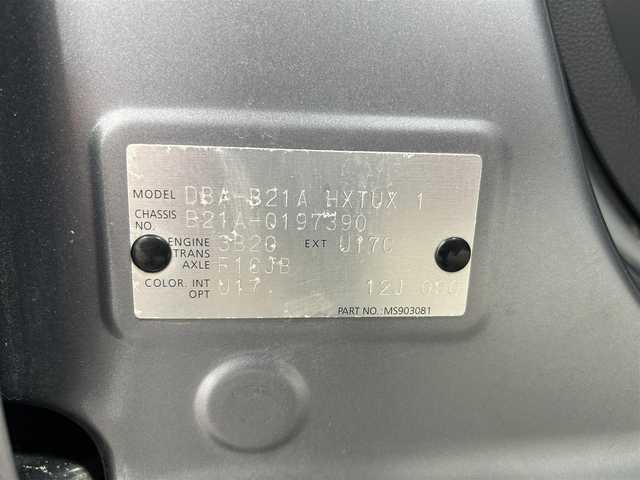 MODEL DBA-B21A HXTUX 1
CHASSIS NO. B21A-0197390
ENGINE 3B20 EXT U17C
TRANS AXLE F1CJB
COLOR. INT OPT U17. 12J
PART NO.: MS903081